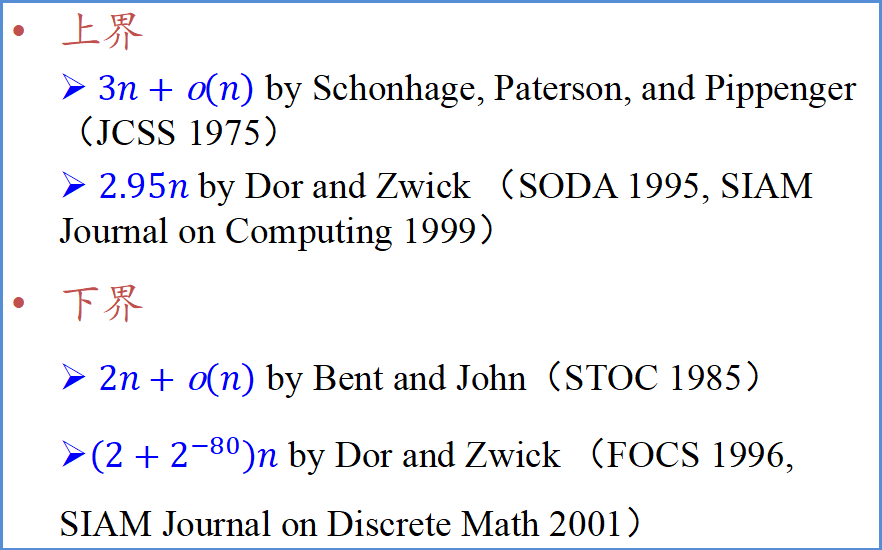 • 上界
➢ 3n + o(n) by Schonhage, Paterson, and Pippenger
（JCSS 1975）
➢ 2.95n by Dor and Zwick （SODA 1995, SIAM
Journal on Computing 1999）
• 下界
➢ 2n + o(n) by Bent and John（STOC 1985）
➢(2 + 2⁻⁸⁰)n by Dor and Zwick （FOCS 1996,
SIAM Journal on Discrete Math 2001）